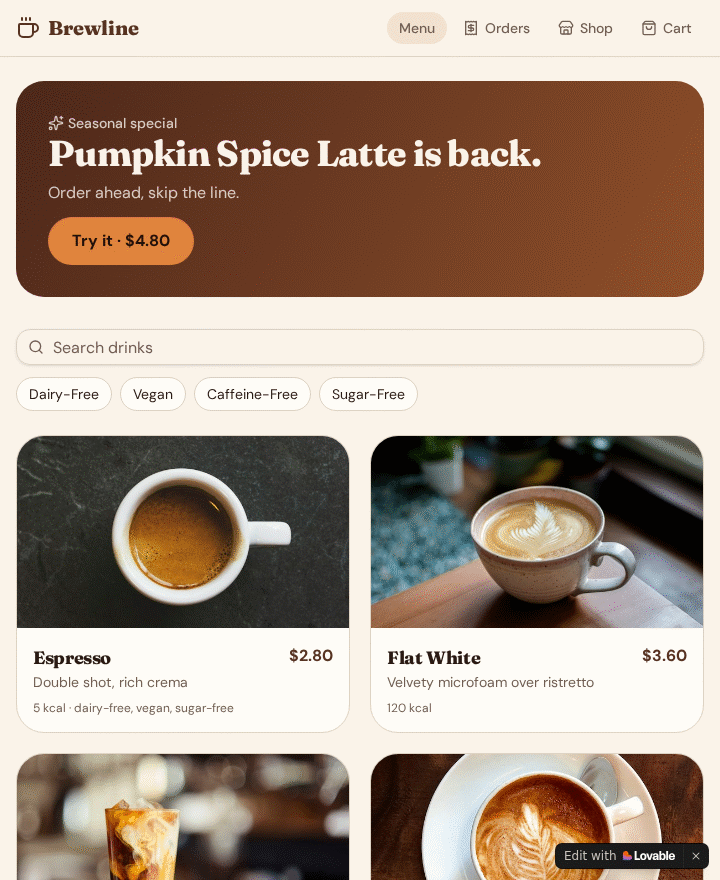 Brewline
Menu
Orders
Shop
Cart
Seasonal special
Pumpkin Spice Latte is back.
Order ahead, skip the line.
Try it · $4.80
Search drinks
Dairy-Free
Vegan
Caffeine-Free
Sugar-Free
Espresso
$2.80
Double shot, rich crema
5 kcal · dairy-free, vegan, sugar-free
Flat White
$3.60
Velvety microfoam over ristretto
120 kcal
Edit with Lovable